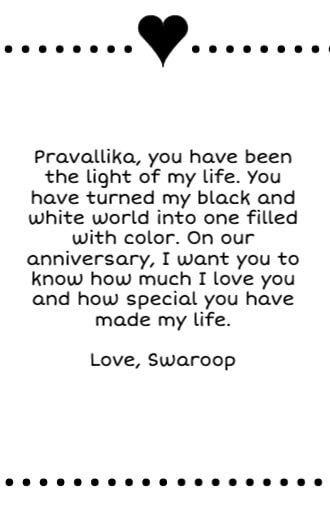 Pravallika, you have been
the light of my life. You
have turned my black and
white world into one filled
with color. On our
anniversary, I want you to
know how much I love you
and how special you have
made my life.
Love, Swaroop